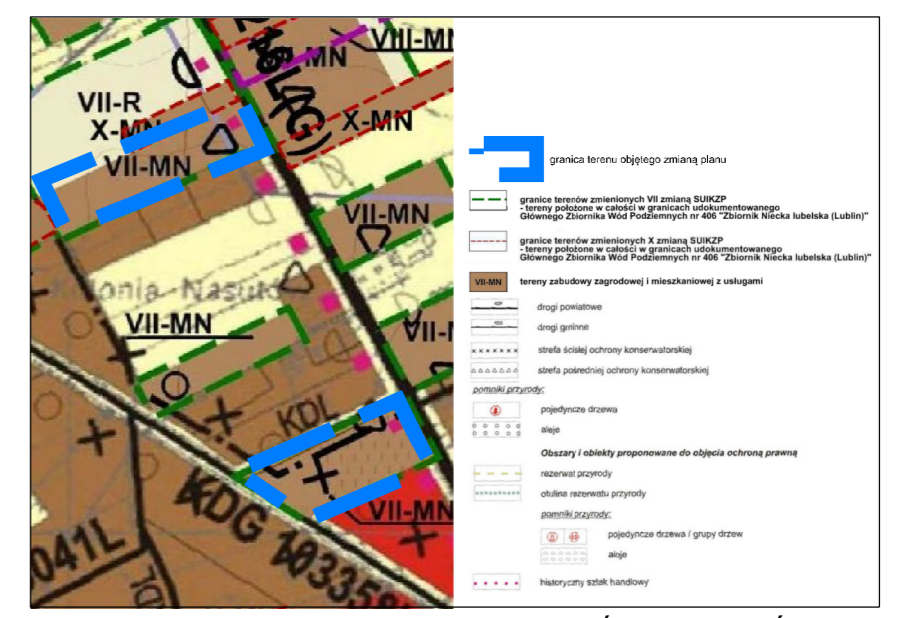 VIII-MN
MN
VII-R
X-MN
X-MN
VII-MN
VII-MN
Kolonia Nasutów
VII-MN
VII-
KDL
VII-MN
KDG
041L
granica terenu objętego zmianą planu
granice terenów zmienionych VII zmianą SUIKZP
- tereny położone w całości w granicach udokumentowanego
Głównego Zbiornika Wód Podziemnych nr 406 "Zbiornik Niecka lubelska (Lublin)"
granice terenów zmienionych X zmianą SUIKZP
- tereny położone w całości w granicach udokumentowanego
Głównego Zbiornika Wód Podziemnych nr 406 "Zbiornik Niecka lubelska (Lublin)"
VII-MN tereny zabudowy zagrodowej i mieszkaniowej z usługami
KDP drogi powiatowe
KDG drogi gminne
strefa ścisłej ochrony konserwatorskiej
strefa pośredniej ochrony konserwatorskiej
pomniki przyrody:
pojedyncze drzewa
aleje
Obszary i obiekty proponowane do objęcia ochroną prawną
rezerwat przyrody
otulina rezerwatu przyrody
pomniki przyrody:
pojedyncze drzewa / grupy drzew
aleje
historyczny szlak handlowy